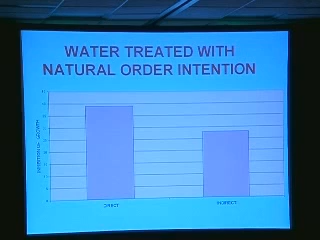 WATER TREATED WITH
NATURAL ORDER INTENTION
DIRECT
INDIRECT